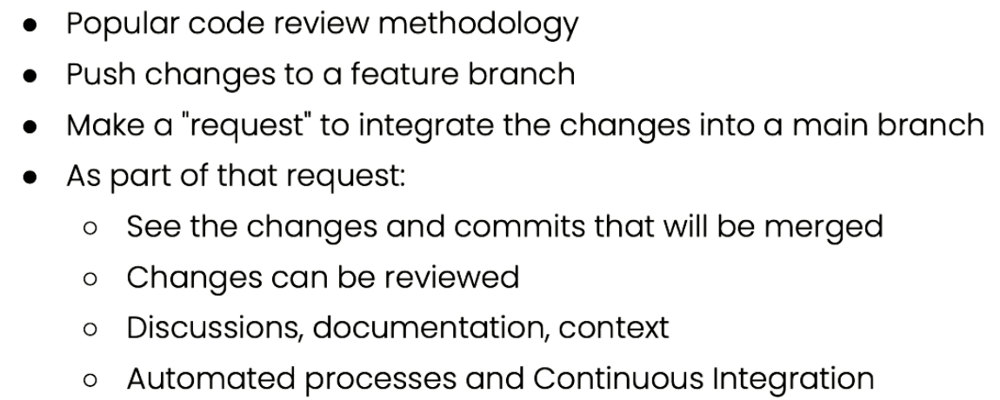 ● Popular code review methodology
● Push changes to a feature branch
● Make a "request" to integrate the changes into a main branch
● As part of that request:
○ See the changes and commits that will be merged
○ Changes can be reviewed
○ Discussions, documentation, context
○ Automated processes and Continuous Integration